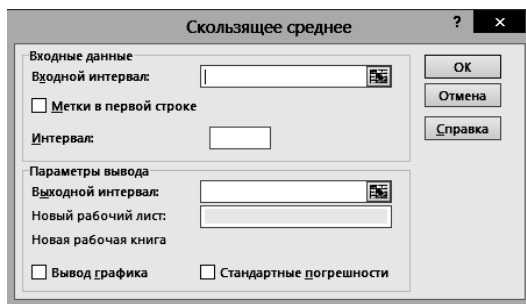 Скользящее среднее ? ×
Входные данные
Входной интервал:
Метки в первой строке
Интервал:
Параметры вывода
Выходной интервал:
Новый рабочий лист:
Новая рабочая книга
Вывод графика
Стандартные погрешности
ОК
Отмена
Справка